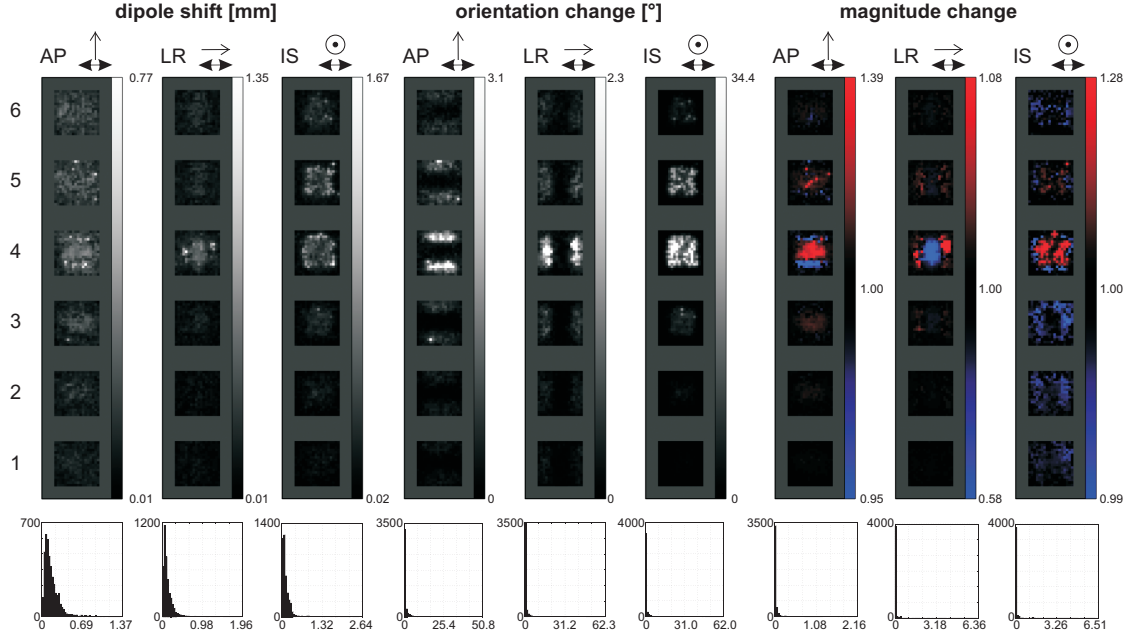 dipole shift [mm] orientation change [°] magnitude change
AP LR IS AP LR IS AP LR IS
0.77 1.35 1.67 3.1 2.3 34.4 1.39 1.08 1.28
6
5
4
1.00 1.00 1.00
3
2
1
0.01 0.01 0.02 0 0 0 0.95 0.58 0.99
700 1200 1400 3500 3500 4000 3500 4000 4000
0 0 0 0 0 0 0 0 0
0 0.69 1.37 0 0.98 1.96 0 1.32 2.64 0 25.4 50.8 0 31.2 62.3 0 31.0 62.0 0 1.08 2.16 0 3.18 6.36 0 3.26 6.51